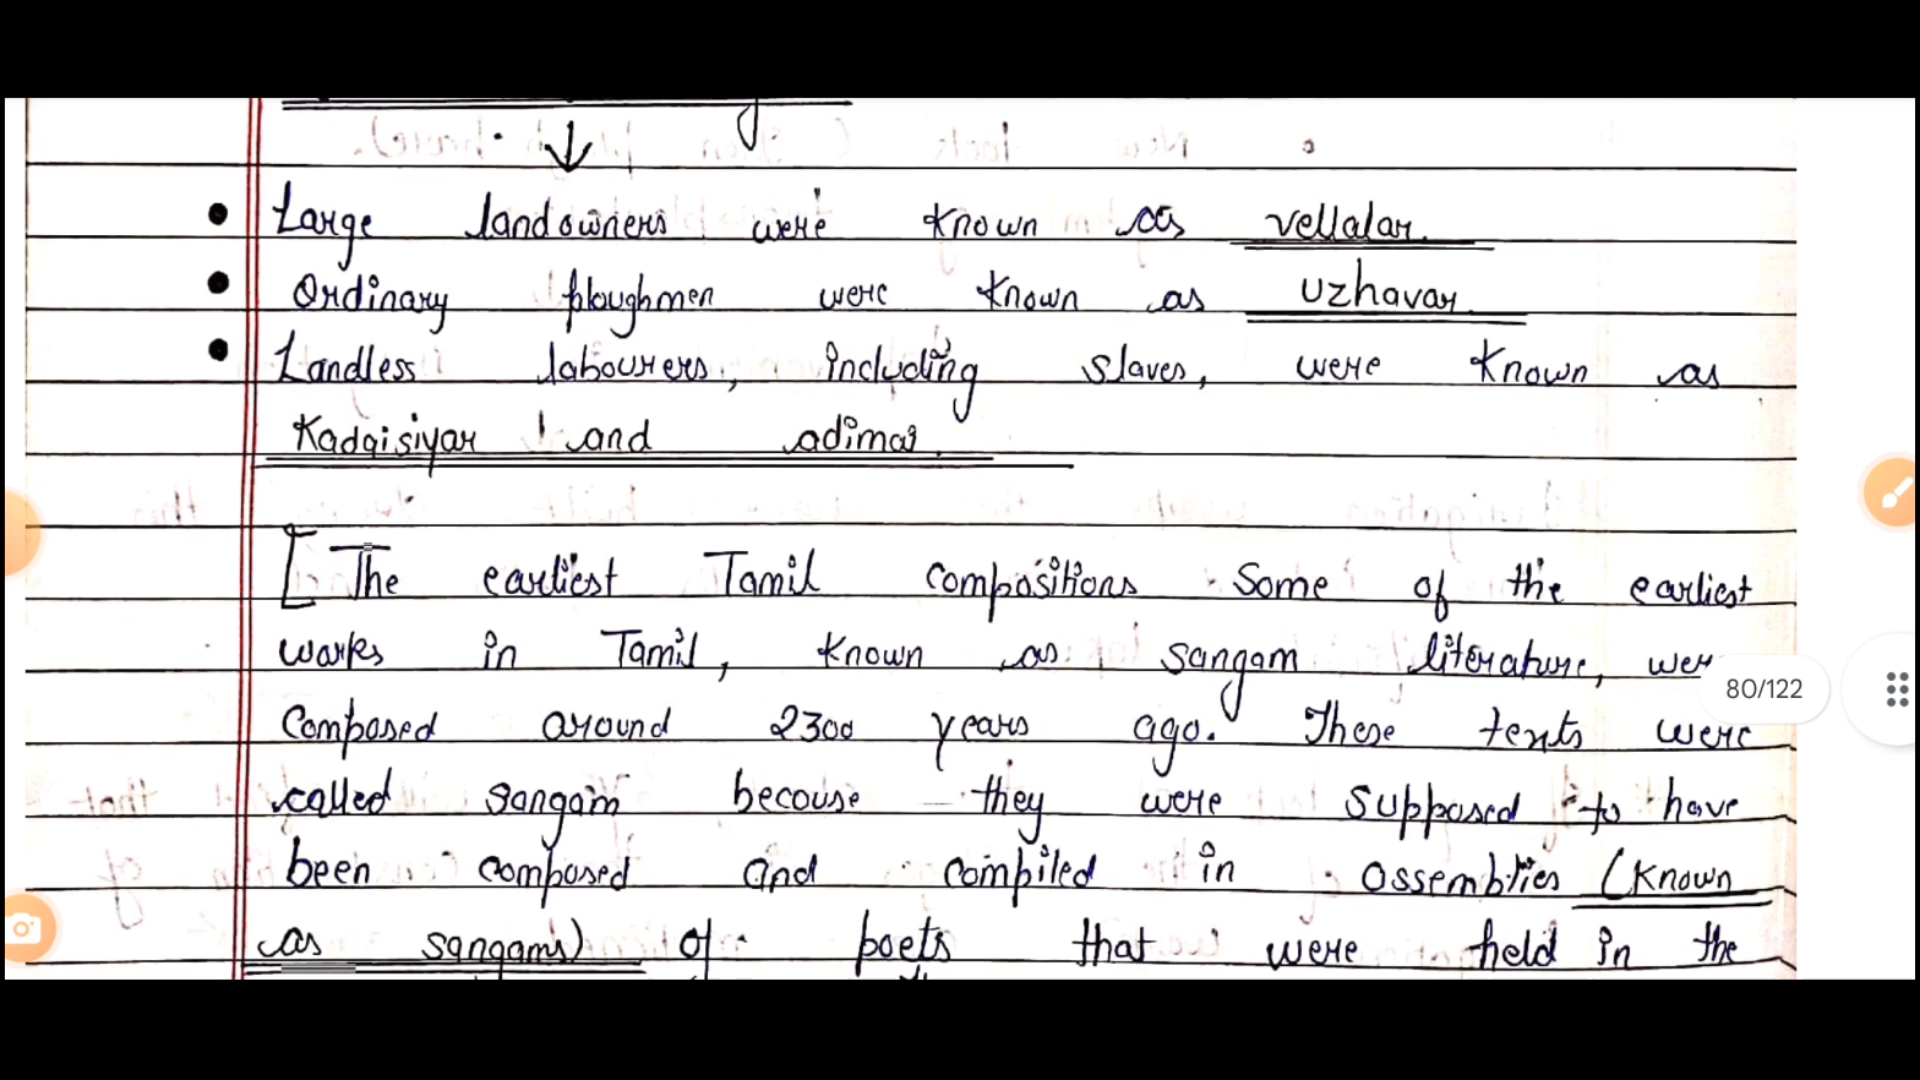 Large landowners were known as vellalar.
Ordinary ploughmen were known as uzhavar.
Landless labourers, including slaves, were known as
Kadaisiyar and adimai.
[The earliest Tamil compositions Some of the earliest
works in Tamil, known as sangam literature, were
Composed around 2300 years ago. These texts were
called sangam because they were supposed to have
been composed and compiled in assemblies (known
as sangams) of poets that were held in the
80/122